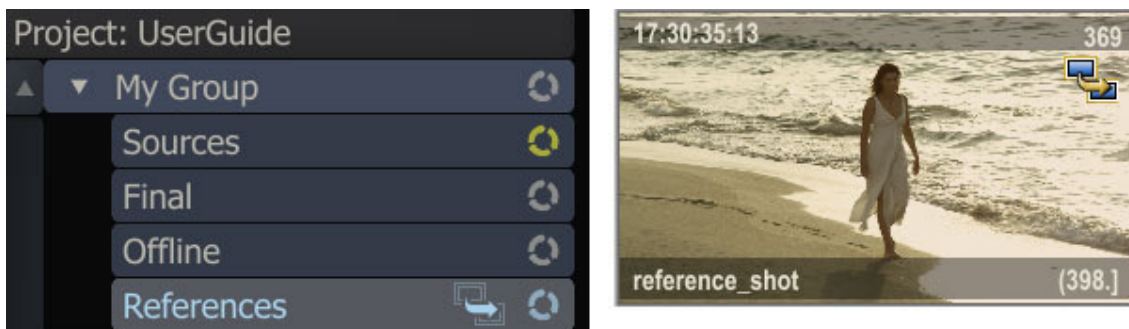 Project: UserGuide
My Group
Sources
Final
Offline
References
17:30:35:13 369
reference_shot (398.]